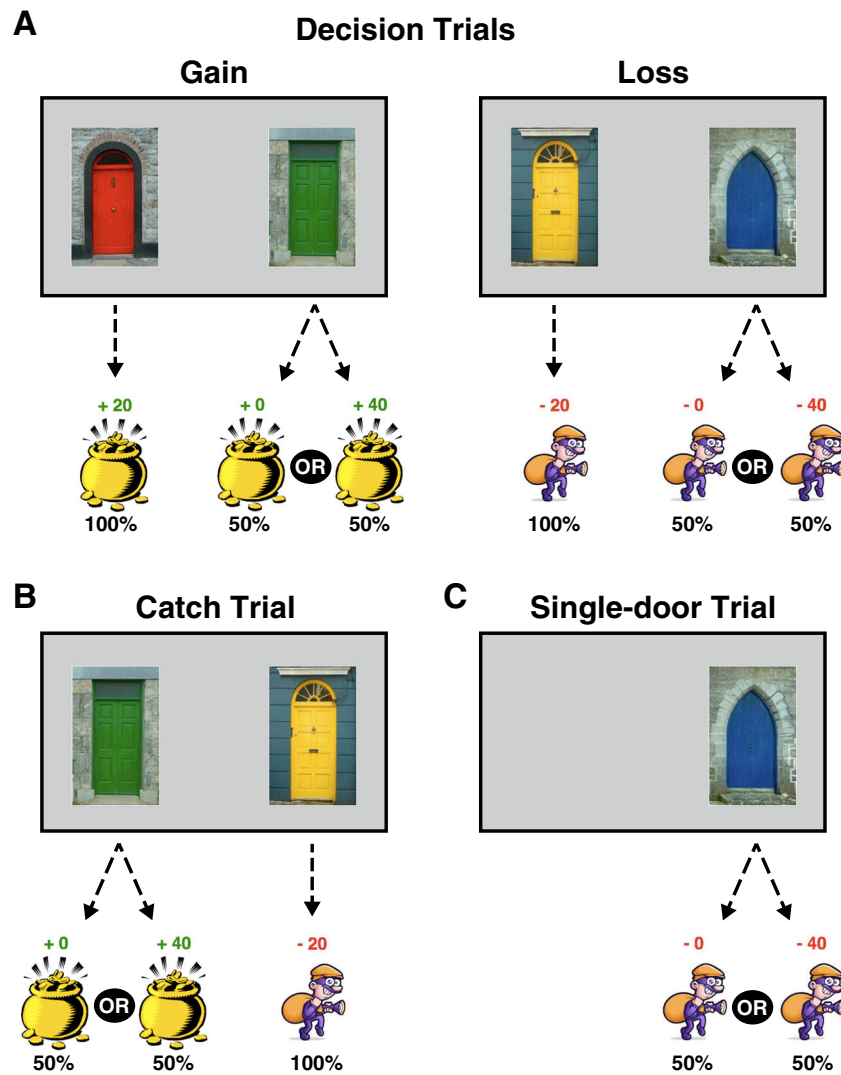 A
Decision Trials
Gain
Loss
+ 20
+ 0
+ 40
- 20
- 0
- 40
OR
OR
100%
50%
50%
100%
50%
50%
B
Catch Trial
C
Single-door Trial
+ 0
+ 40
- 20
- 0
- 40
OR
OR
50%
50%
100%
50%
50%